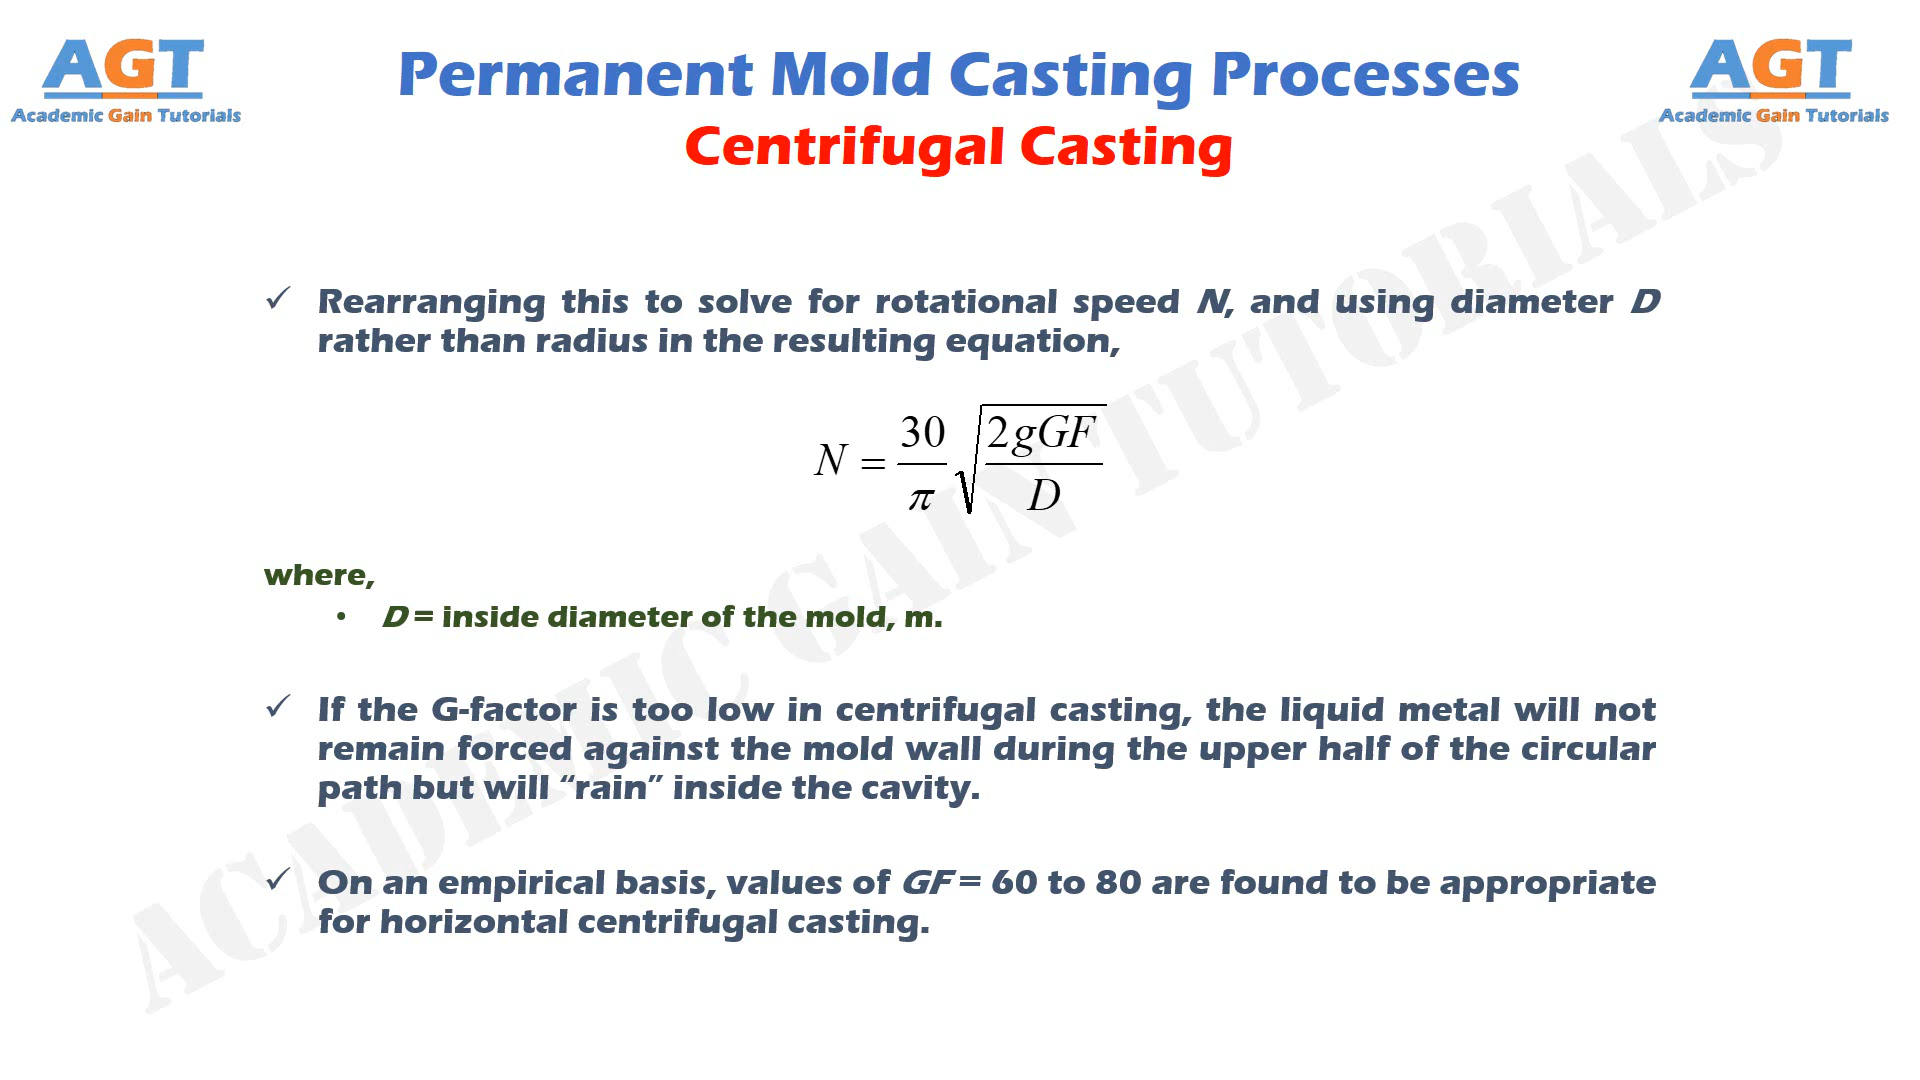 AGT
Academic Gain Tutorials
Permanent Mold Casting Processes
AGT
Academic Gain Tutorials
Centrifugal Casting
✓ Rearranging this to solve for rotational speed N, and using diameter D
rather than radius in the resulting equation,
N = 30/π √(2gGF/D)
where,
• D = inside diameter of the mold, m.
✓ If the G-factor is too low in centrifugal casting, the liquid metal will not
remain forced against the mold wall during the upper half of the circular
path but will “rain” inside the cavity.
✓ On an empirical basis, values of GF = 60 to 80 are found to be appropriate
for horizontal centrifugal casting.
ACADEMIC GAIN TUTORIALS